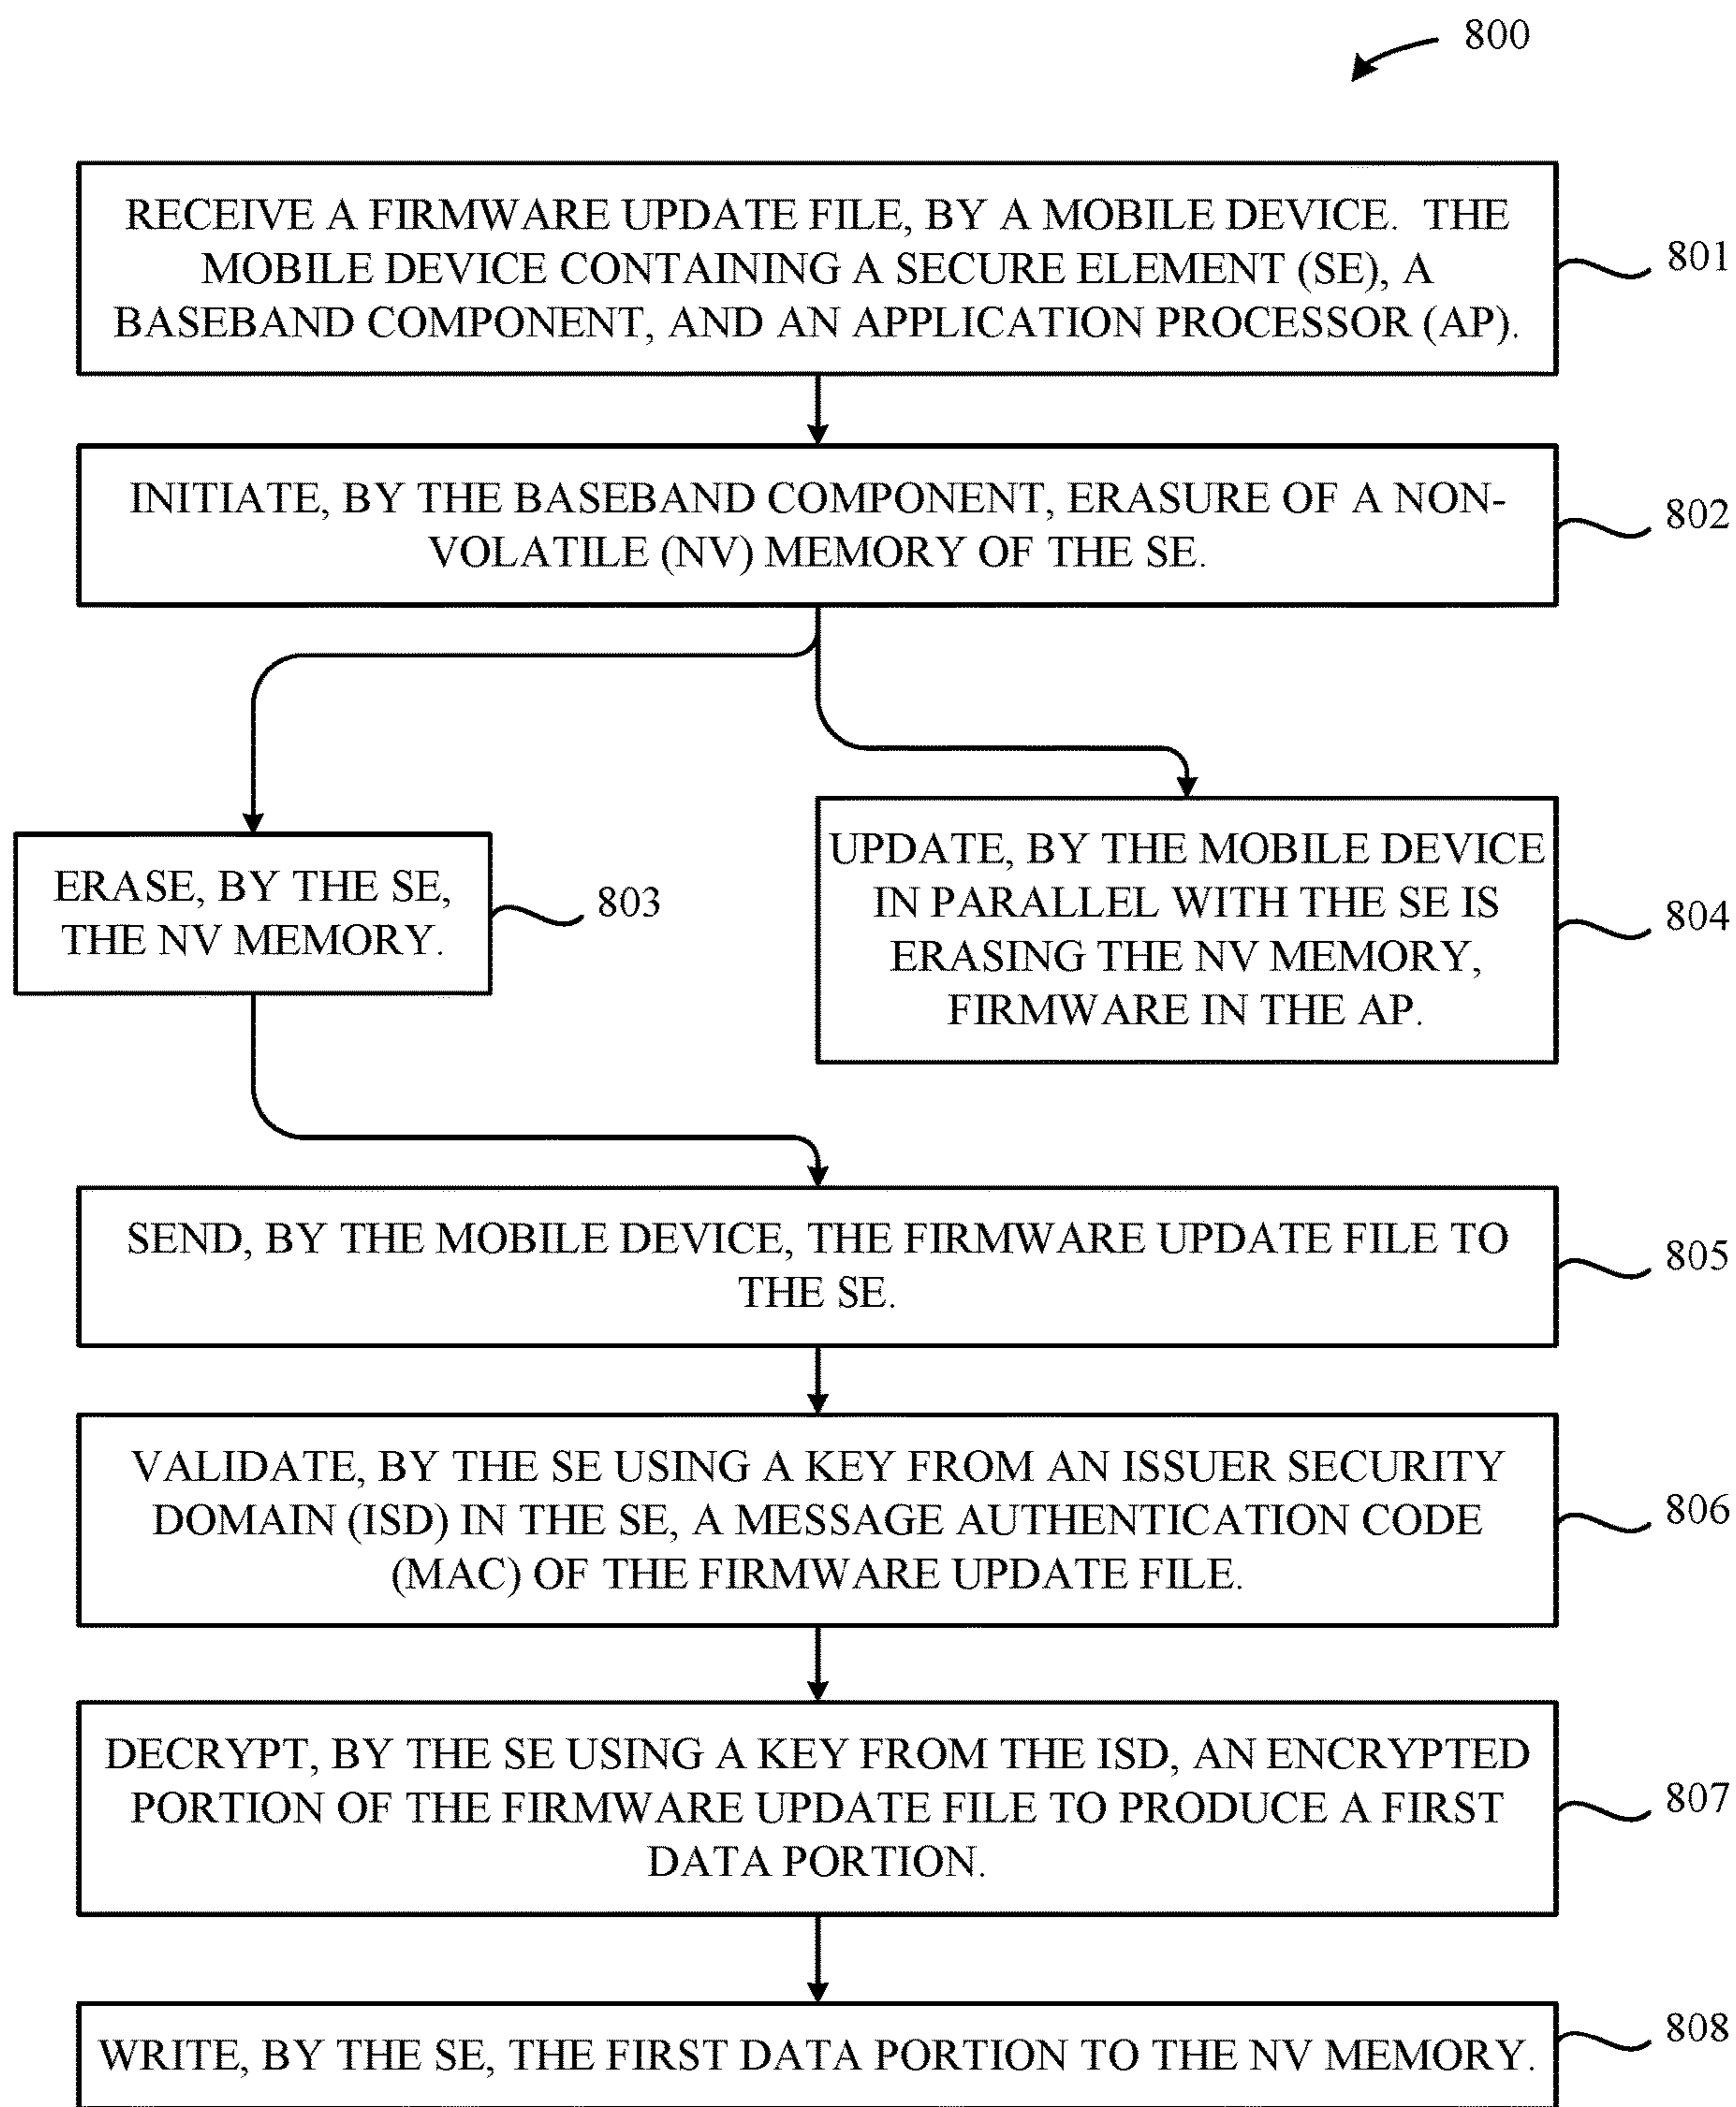 800
RECEIVE A FIRMWARE UPDATE FILE, BY A MOBILE DEVICE. THE
MOBILE DEVICE CONTAINING A SECURE ELEMENT (SE), A
BASEBAND COMPONENT, AND AN APPLICATION PROCESSOR (AP).
801
INITIATE, BY THE BASEBAND COMPONENT, ERASURE OF A NON-
VOLATILE (NV) MEMORY OF THE SE.
802
ERASE, BY THE SE,
THE NV MEMORY.
803
UPDATE, BY THE MOBILE DEVICE
IN PARALLEL WITH THE SE IS
ERASING THE NV MEMORY,
FIRMWARE IN THE AP.
804
SEND, BY THE MOBILE DEVICE, THE FIRMWARE UPDATE FILE TO
THE SE.
805
VALIDATE, BY THE SE USING A KEY FROM AN ISSUER SECURITY
DOMAIN (ISD) IN THE SE, A MESSAGE AUTHENTICATION CODE
(MAC) OF THE FIRMWARE UPDATE FILE.
806
DECRYPT, BY THE SE USING A KEY FROM THE ISD, AN ENCRYPTED
PORTION OF THE FIRMWARE UPDATE FILE TO PRODUCE A FIRST
DATA PORTION.
807
WRITE, BY THE SE, THE FIRST DATA PORTION TO THE NV MEMORY.
808